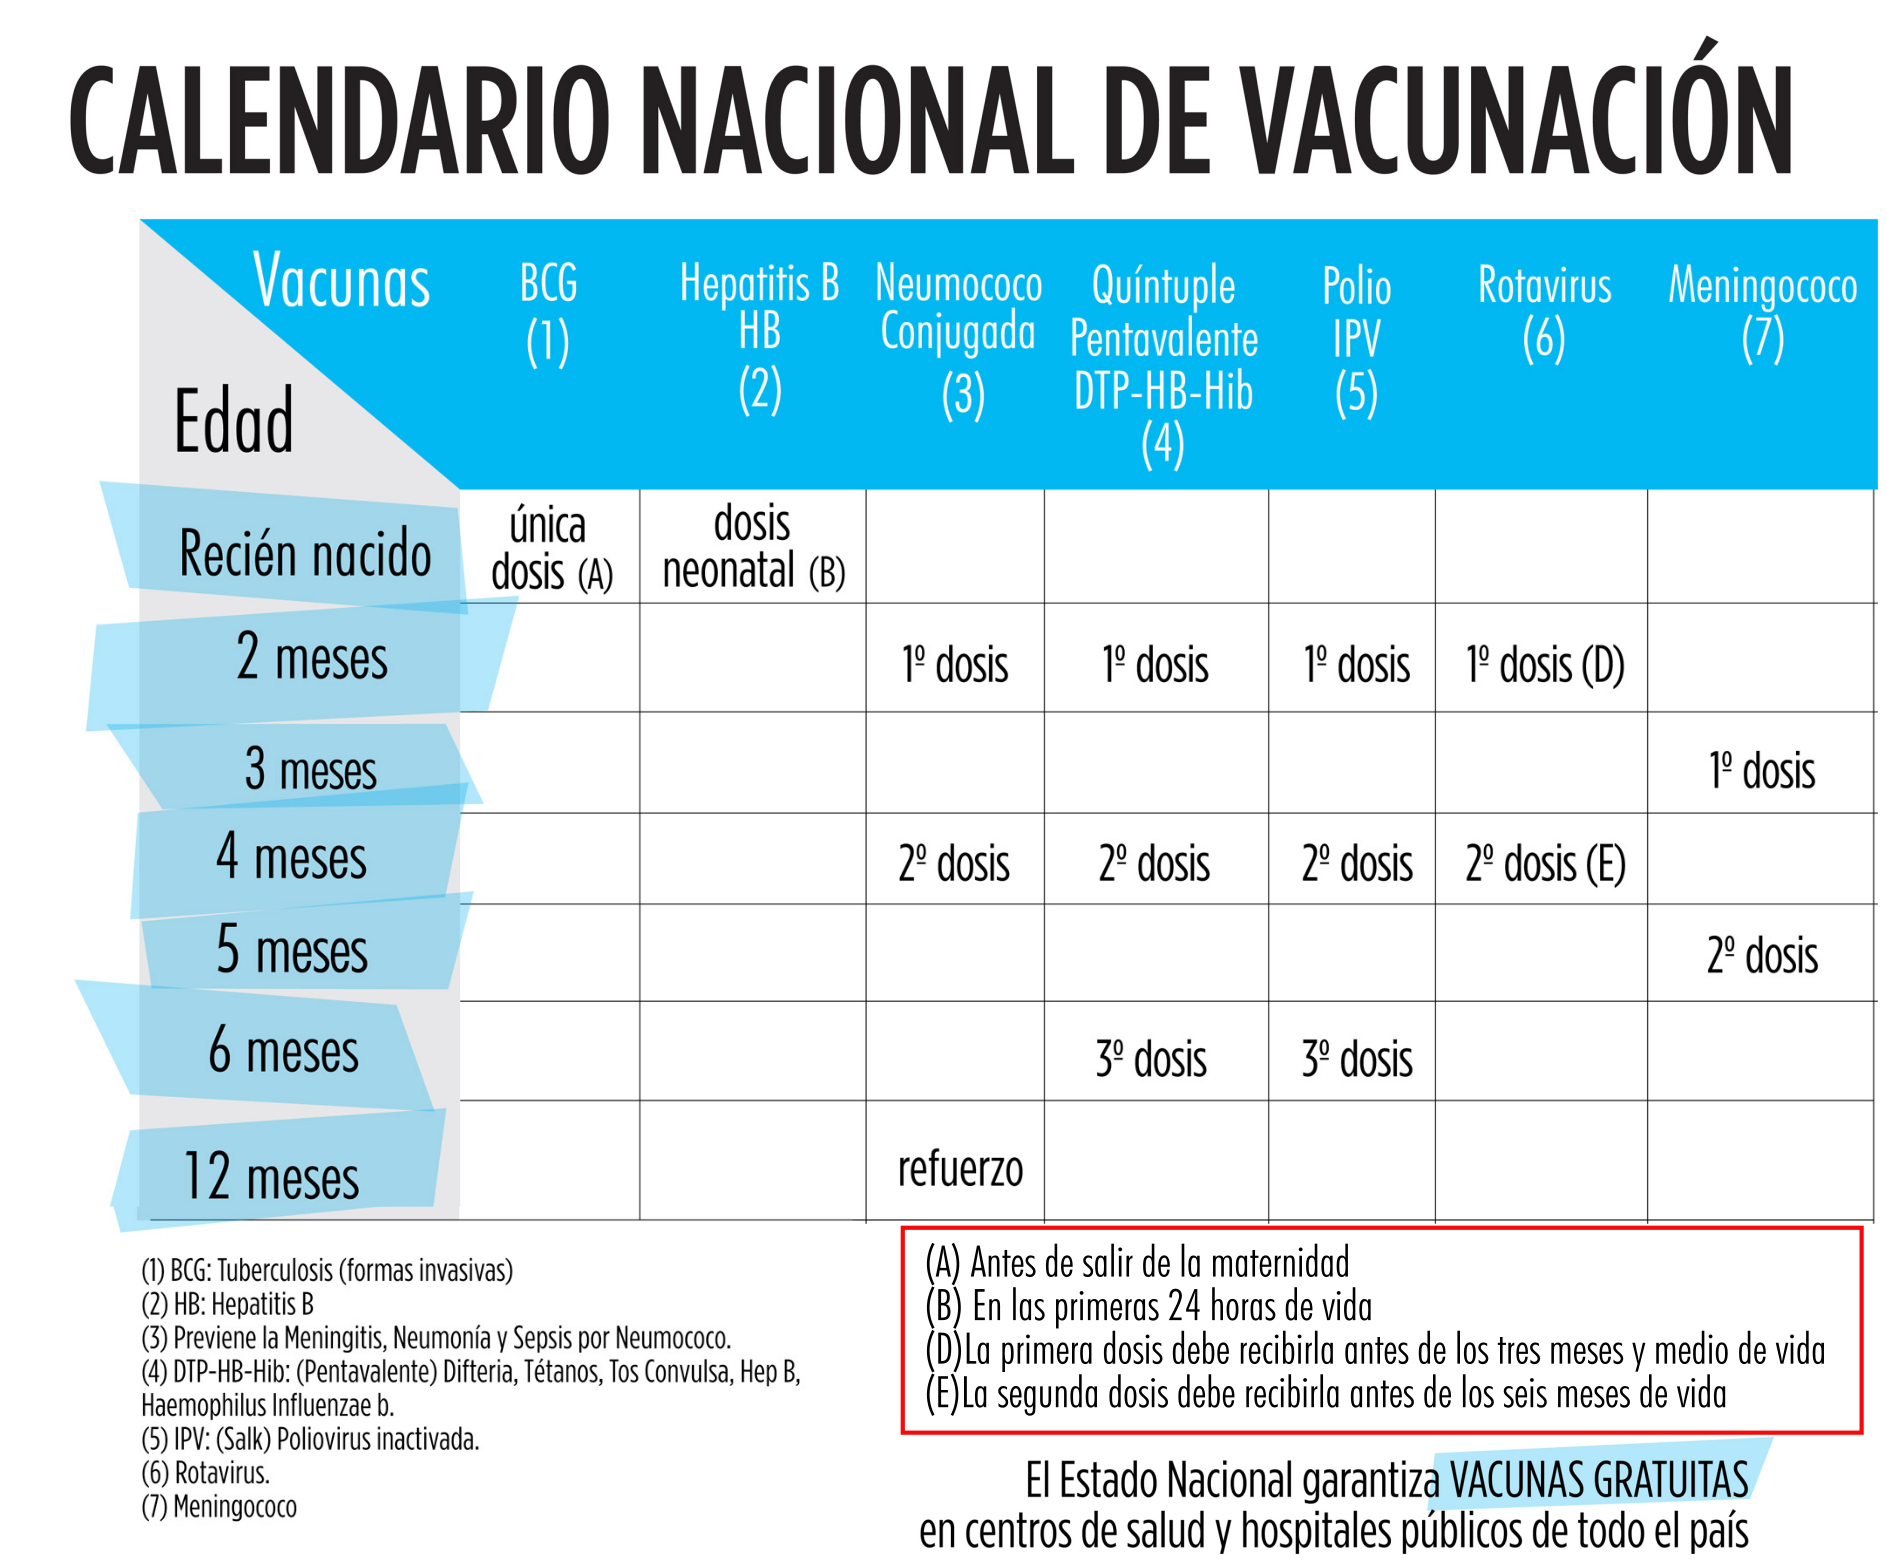 CALENDARIO NACIONAL DE VACUNACIÓN
Vacunas
Edad
BCG
(1)
Hepatitis B
HB
(2)
Neumococo
Conjugada
(3)
Quíntuple
Pentavalente
DTP-HB-Hib
(4)
Polio
IPV
(5)
Rotavirus
(6)
Meningococo
(7)
Recién nacido
única
dosis (A)
dosis
neonatal (B)
2 meses
1º dosis
1º dosis
1º dosis
1º dosis (D)
3 meses
1º dosis
4 meses
2º dosis
2º dosis
2º dosis
2º dosis (E)
5 meses
2º dosis
6 meses
3º dosis
3º dosis
12 meses
refuerzo
(1) BCG: Tuberculosis (formas invasivas)
(2) HB: Hepatitis B
(3) Previene la Meningitis, Neumonía y Sepsis por Neumococo.
(4) DTP-HB-Hib: (Pentavalente) Difteria, Tétanos, Tos Convulsa, Hep B,
Haemophilus Influenzae b.
(5) IPV: (Salk) Poliovirus inactivada.
(6) Rotavirus.
(7) Meningococo
(A) Antes de salir de la maternidad
(B) En las primeras 24 horas de vida
(D)La primera dosis debe recibirla antes de los tres meses y medio de vida
(E)La segunda dosis debe recibirla antes de los seis meses de vida
El Estado Nacional garantiza VACUNAS GRATUITAS
en centros de salud y hospitales públicos de todo el país